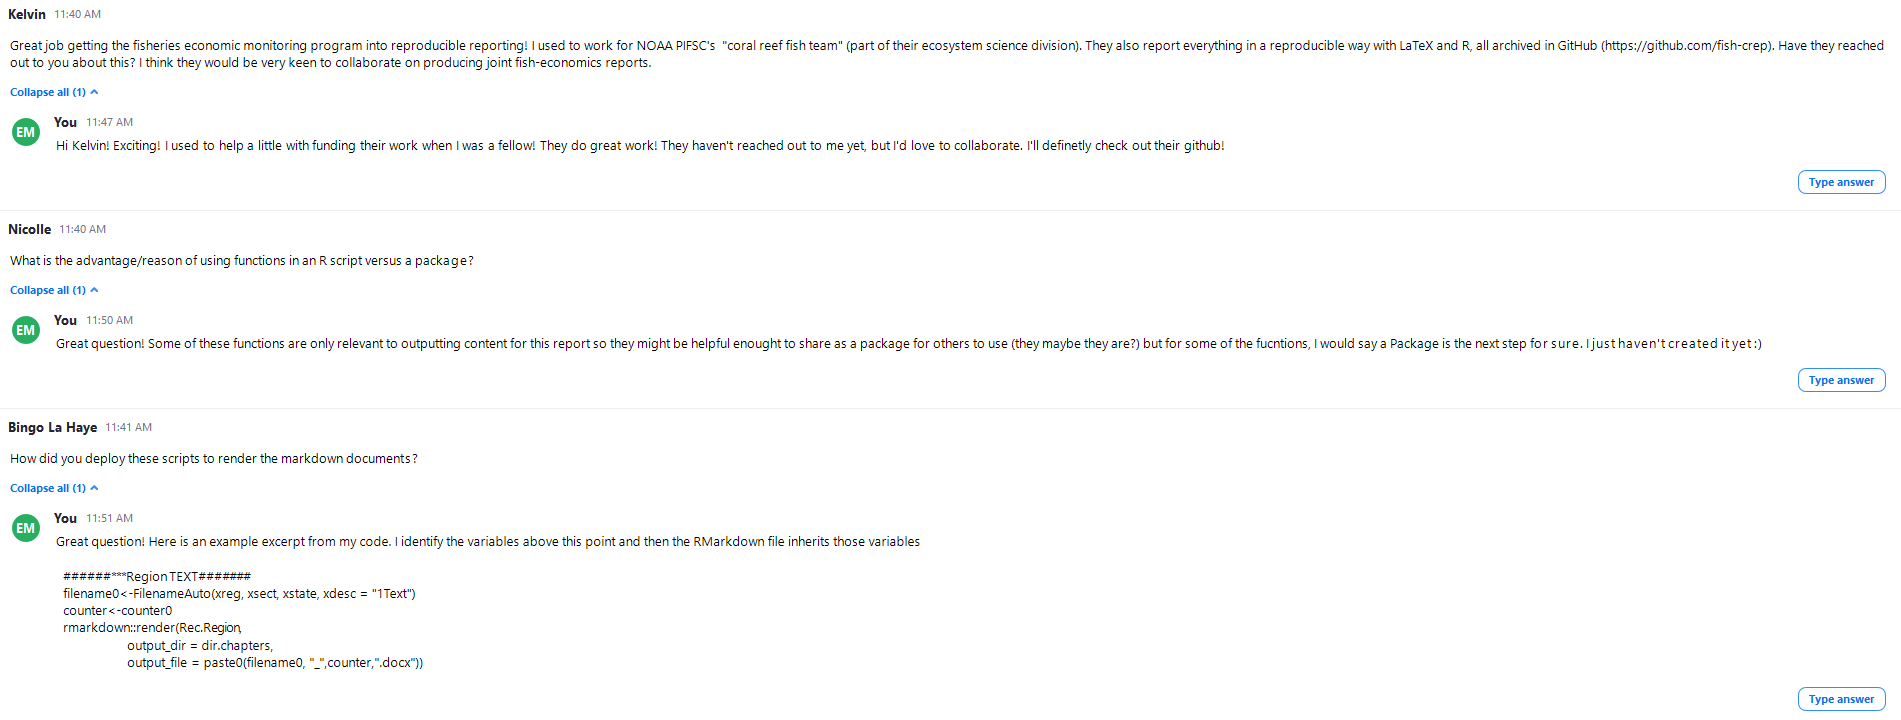 Kelvin 11:40 AM
Great job getting the fisheries economic monitoring program into reproducible reporting! I used to work for NOAA PIFSC's "coral reef fish team" (part of their ecosystem science division). They also report everything in a reproducible way with LaTeX and R, all archived in GitHub (https://github.com/fish-crep). Have they reached
out to you about this? I think they would be very keen to collaborate on producing joint fish-economics reports.
Collapse all (1)
EM You 11:47 AM
Hi Kelvin! Exciting! I used to help a little with funding their work when I was a fellow! They do great work! They haven't reached out to me yet, but I'd love to collaborate. I'll definetly check out their github!
Type answer
Nicolle 11:40 AM
What is the advantage/reason of using functions in an R script versus a package?
Collapse all (1)
EM You 11:50 AM
Great question! Some of these functions are only relevant to outputting content for this report so they might be helpful enought to share as a package for others to use (they maybe they are?) but for some of the fucntions, I would say a Package is the next step for sure. I just haven't created it yet :)
Type answer
Bingo La Haye 11:41 AM
How did you deploy these scripts to render the markdown documents?
Collapse all (1)
EM You 11:51 AM
Great question! Here is an example excerpt from my code. I identify the variables above this point and then the RMarkdown file inherits those variables
######***Region TEXT#######
filename0<-FilenameAuto(xreg, xsect, xstate, xdesc = "1Text")
counter<-counter0
rmarkdown::render(Rec.Region,
output_dir = dir.chapters,
output_file = paste0(filename0, "_",counter,".docx"))
Type answer